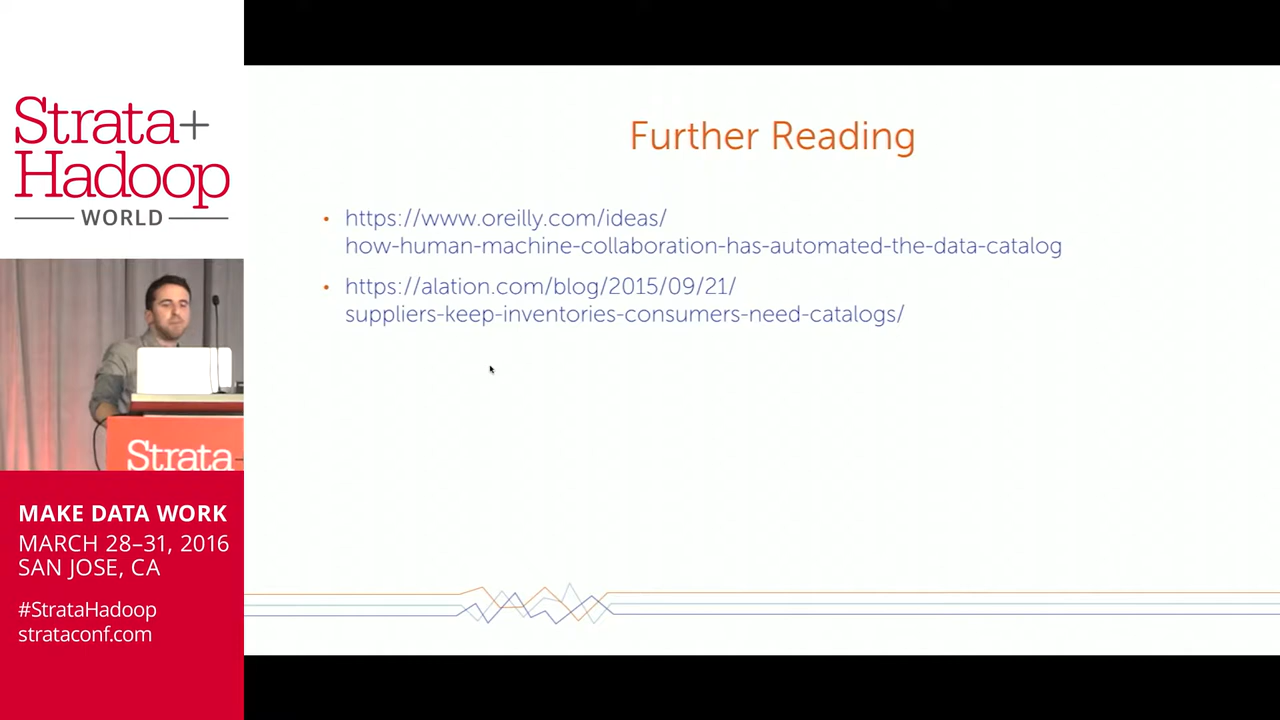 Strata+
Hadoop
WORLD
Strata
MAKE DATA WORK
MARCH 28–31, 2016
SAN JOSE, CA
#StrataHadoop
strataconf.com
Further Reading
• https://www.oreilly.com/ideas/
how-human-machine-collaboration-has-automated-the-data-catalog
• https://alation.com/blog/2015/09/21/
suppliers-keep-inventories-consumers-need-catalogs/